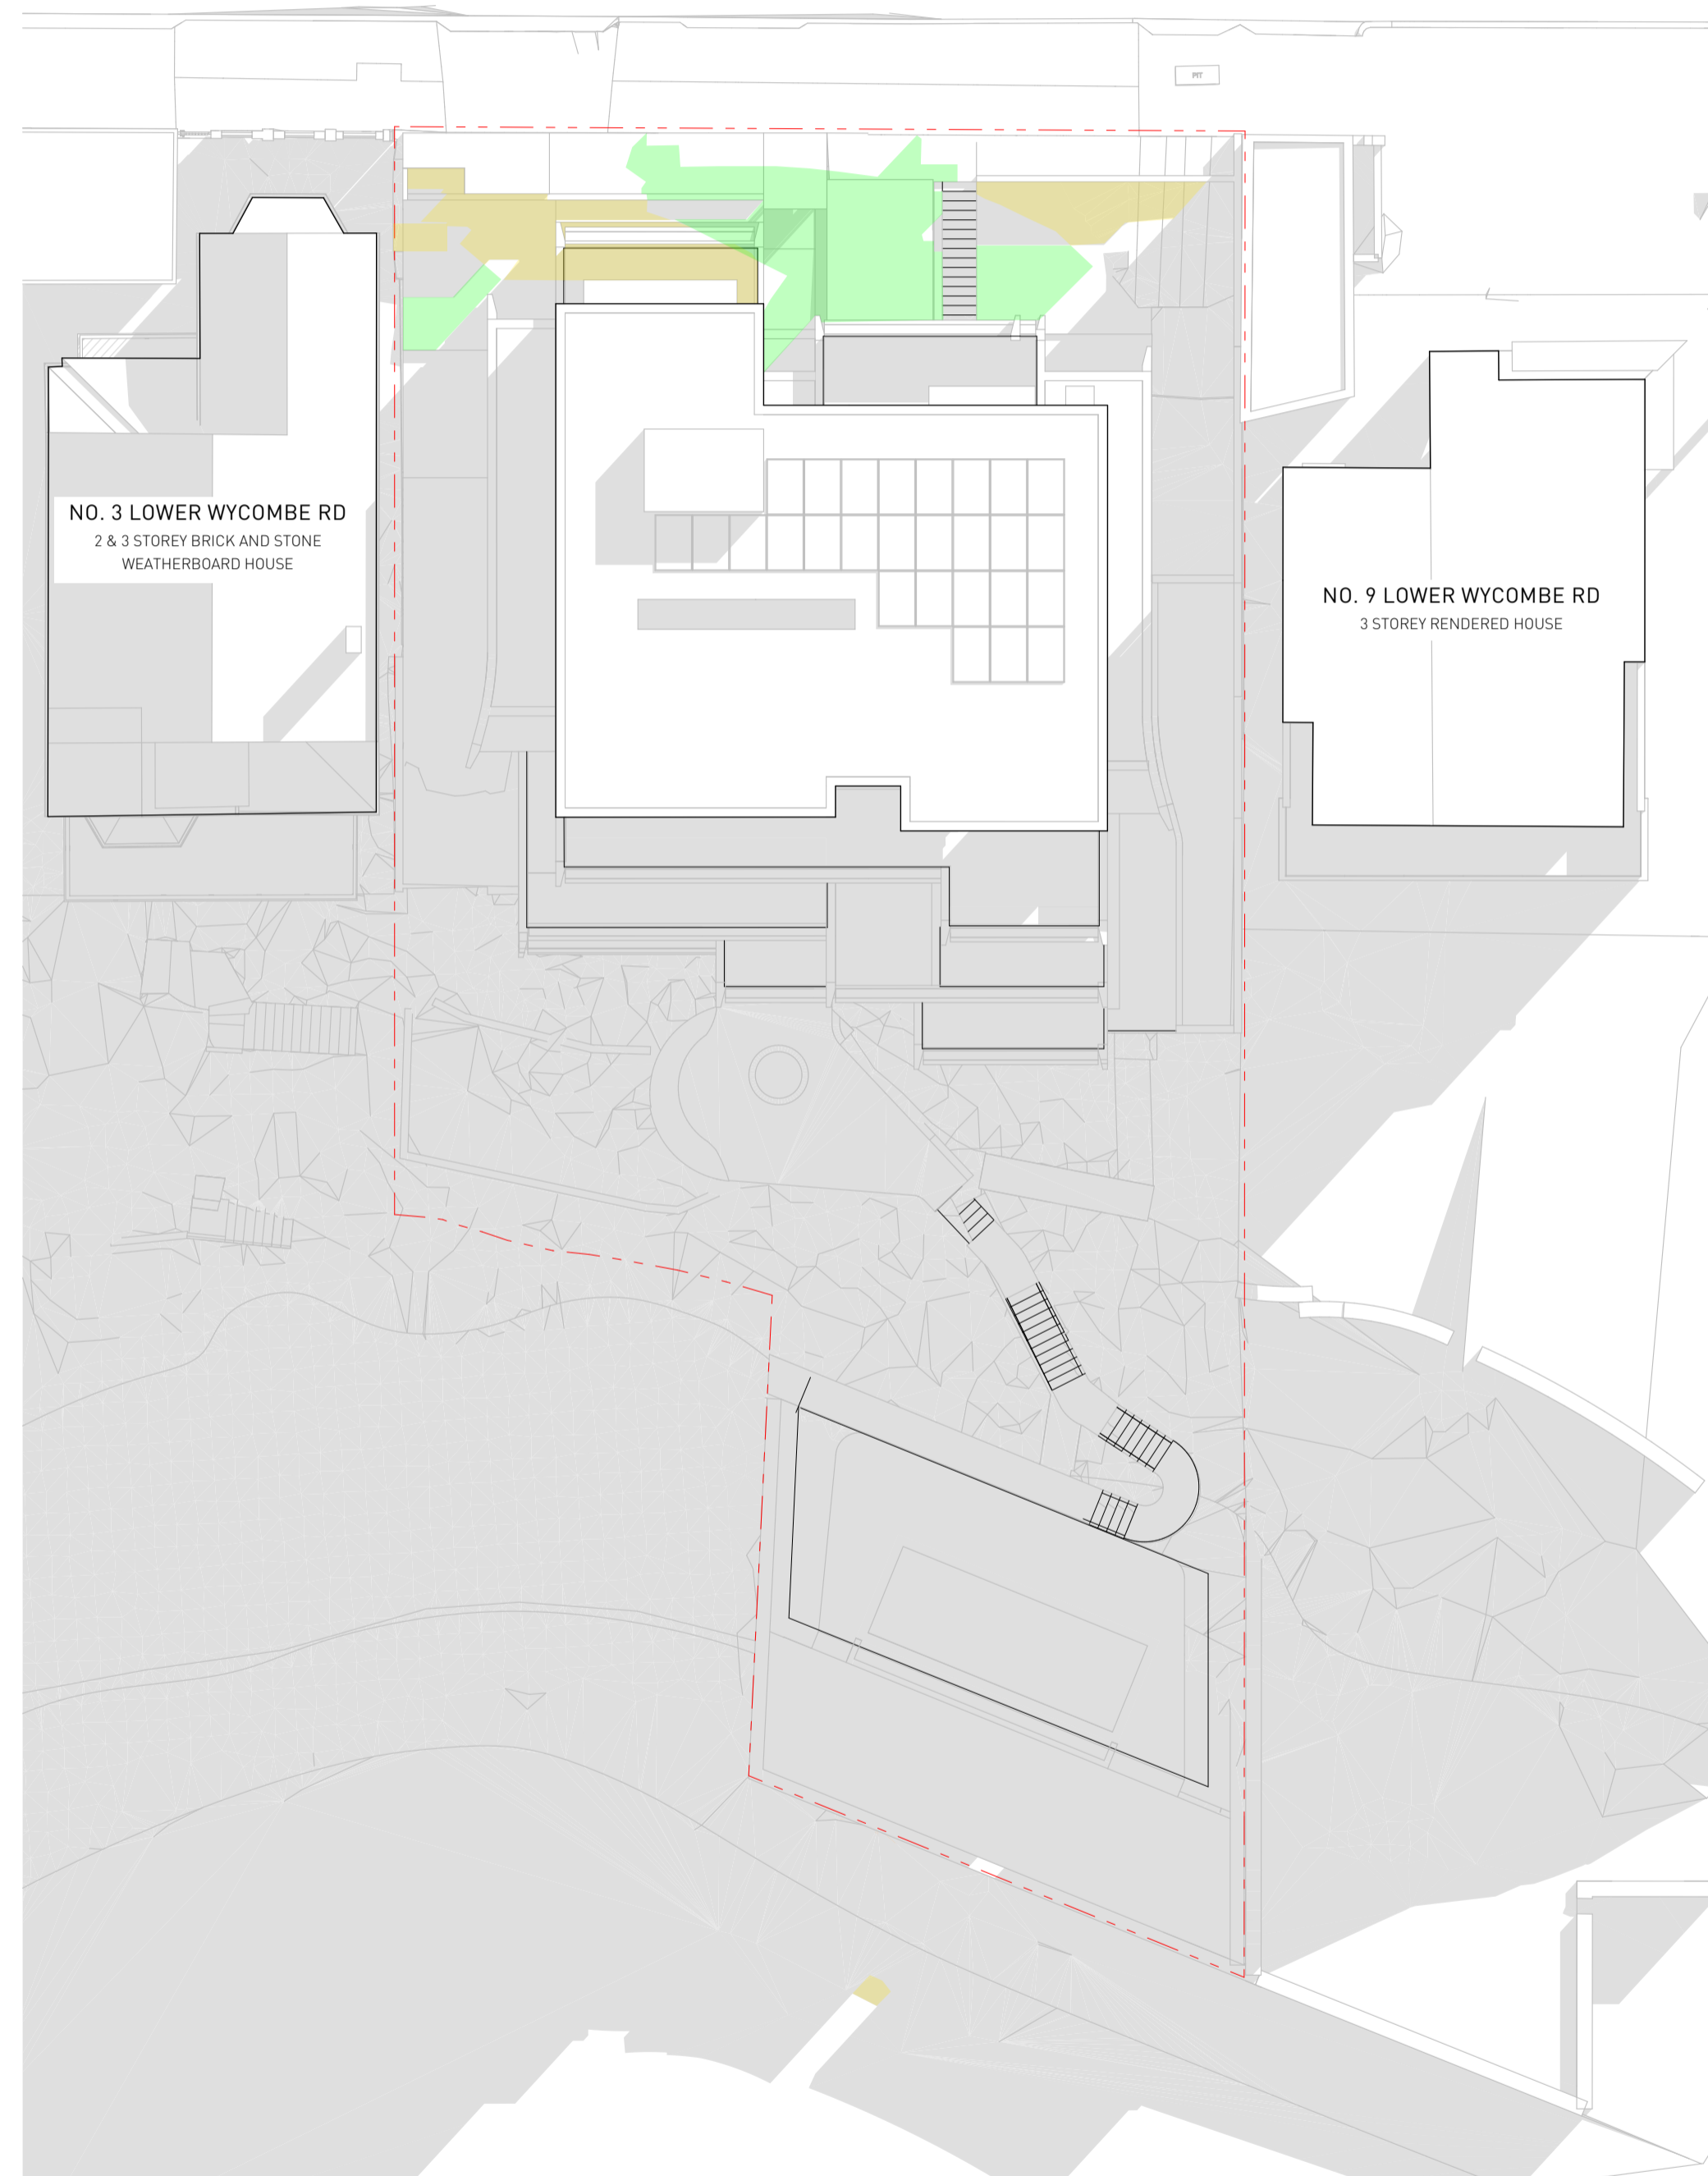 PIT
NO. 3 LOWER WYCOMBE RD
2 & 3 STOREY BRICK AND STONE
WEATHERBOARD HOUSE
NO. 9 LOWER WYCOMBE RD
3 STOREY RENDERED HOUSE